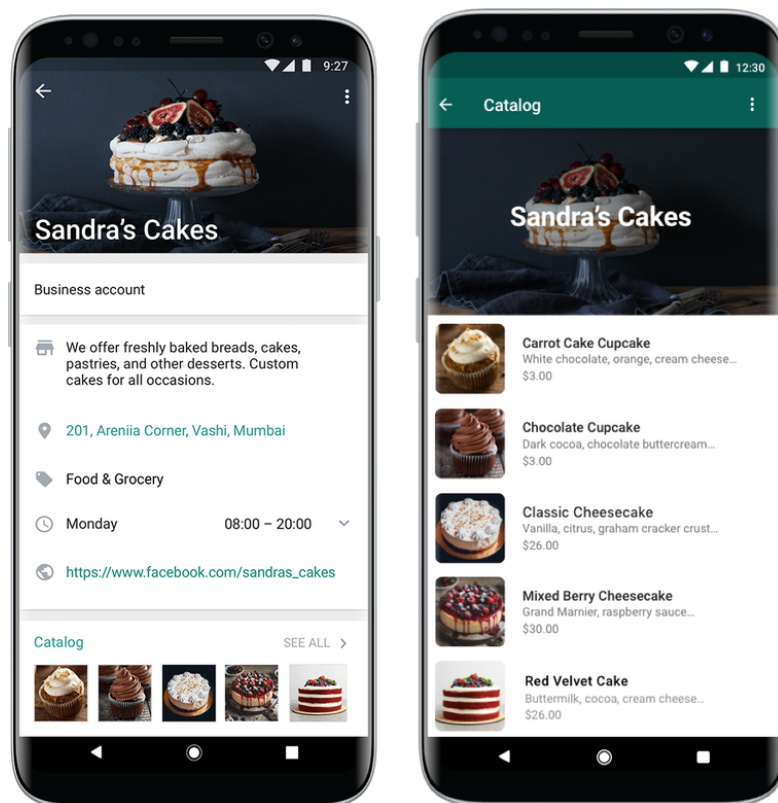 9:27
Sandra's Cakes
Business account
We offer freshly baked breads, cakes,
pastries, and other desserts. Custom
cakes for all occasions.
201, Areniia Corner, Vashi, Mumbai
Food & Grocery
Monday 08:00 – 20:00
https://www.facebook.com/sandras_cakes
Catalog SEE ALL
12:30
Catalog
Sandra's Cakes
Carrot Cake Cupcake
White chocolate, orange, cream cheese...
$3.00
Chocolate Cupcake
Dark cocoa, chocolate buttercream...
$3.00
Classic Cheesecake
Vanilla, citrus, graham cracker crust...
$26.00
Mixed Berry Cheesecake
Grand Marnier, raspberry sauce...
$30.00
Red Velvet Cake
Buttermilk, cocoa, cream cheese...
$26.00